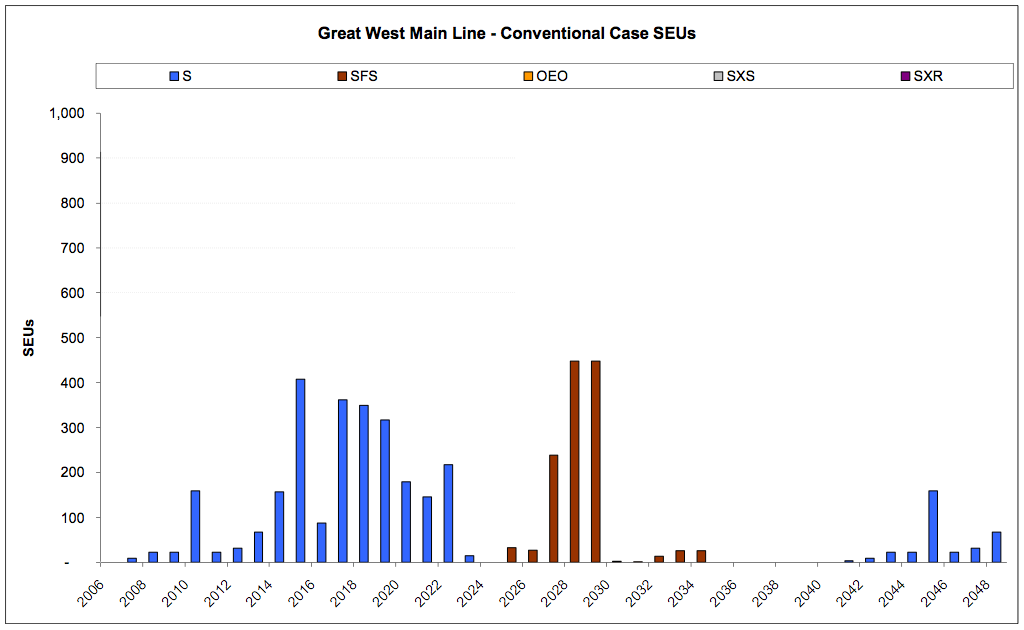 Great West Main Line - Conventional Case SEUs
S SFS OEO SXS SXR
1,000
900
800
700
600
500
400
300
200
100
-
SEUs
2006 2008 2010 2012 2014 2016 2018 2020 2022 2024 2026 2028 2030 2032 2034 2036 2038 2040 2042 2044 2046 2048